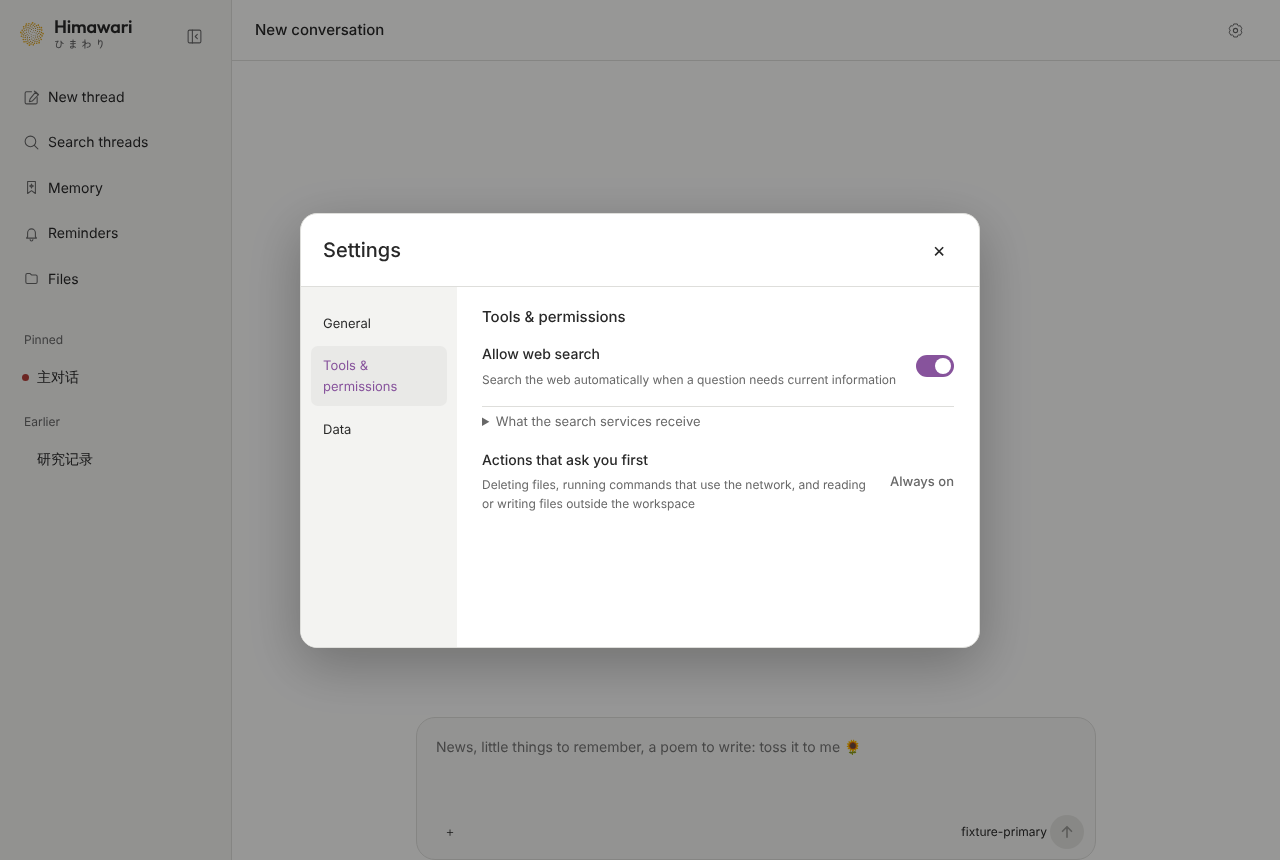 Himawari
ひまわり
New conversation
New thread
Search threads
Memory
Reminders
Files
Pinned
主对话
Earlier
研究记录
Settings
×
General
Tools &
permissions
Data
Tools & permissions
Allow web search
Search the web automatically when a question needs current information
What the search services receive
Actions that ask you first
Deleting files, running commands that use the network, and reading
or writing files outside the workspace
Always on
News, little things to remember, a poem to write: toss it to me 🌻
+
fixture-primary